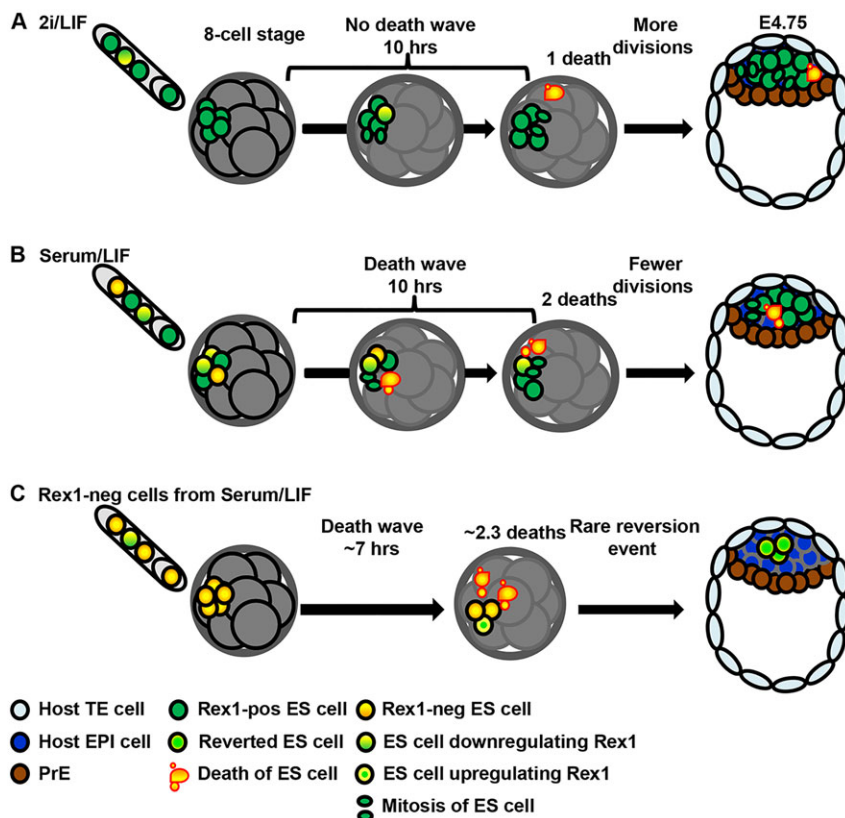 A 2i/LIF
8-cell stage
No death wave
10 hrs
1 death
More
divisions
E4.75
B Serum/LIF
Death wave
10 hrs
2 deaths
Fewer
divisions
C Rex1-neg cells from Serum/LIF
Death wave
~7 hrs
~2.3 deaths
Rare reversion
event
Host TE cell
Rex1-pos ES cell
Rex1-neg ES cell
Host EPI cell
Reverted ES cell
ES cell downregulating Rex1
PrE
Death of ES cell
ES cell upregulating Rex1
Mitosis of ES cell